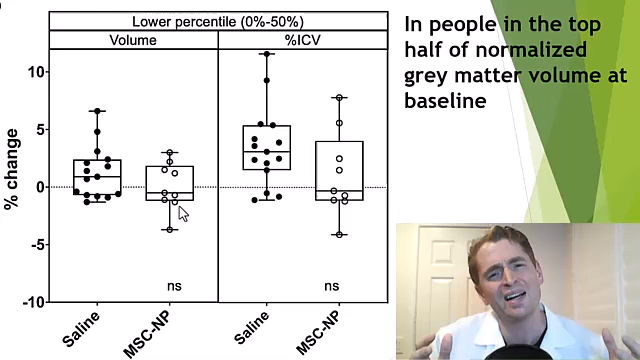 Lower percentile (0%-50%)
Volume
%ICV
% change
10
5
0
-5
-10
ns
ns
Saline
MSC-NP
Saline
MSC-NP
In people in the top
half of normalized
grey matter volume at
baseline